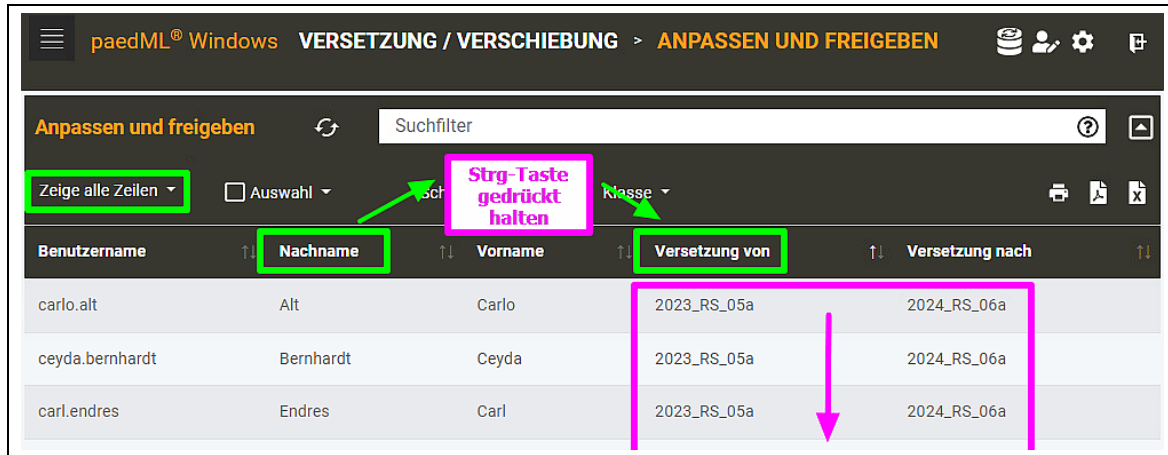 paedML® Windows VERSETZUNG / VERSCHIEBUNG > ANPASSEN UND FREIGEBEN
Anpassen und freigeben Suchfilter
Zeige alle Zeilen Auswahl Sch Klasse
Strg-Taste
gedrückt
halten
Benutzername Nachname Vorname Versetzung von Versetzung nach
carlo.alt Alt Carlo 2023_RS_05a 2024_RS_06a
ceyda.bernhardt Bernhardt Ceyda 2023_RS_05a 2024_RS_06a
carl.endres Endres Carl 2023_RS_05a 2024_RS_06a